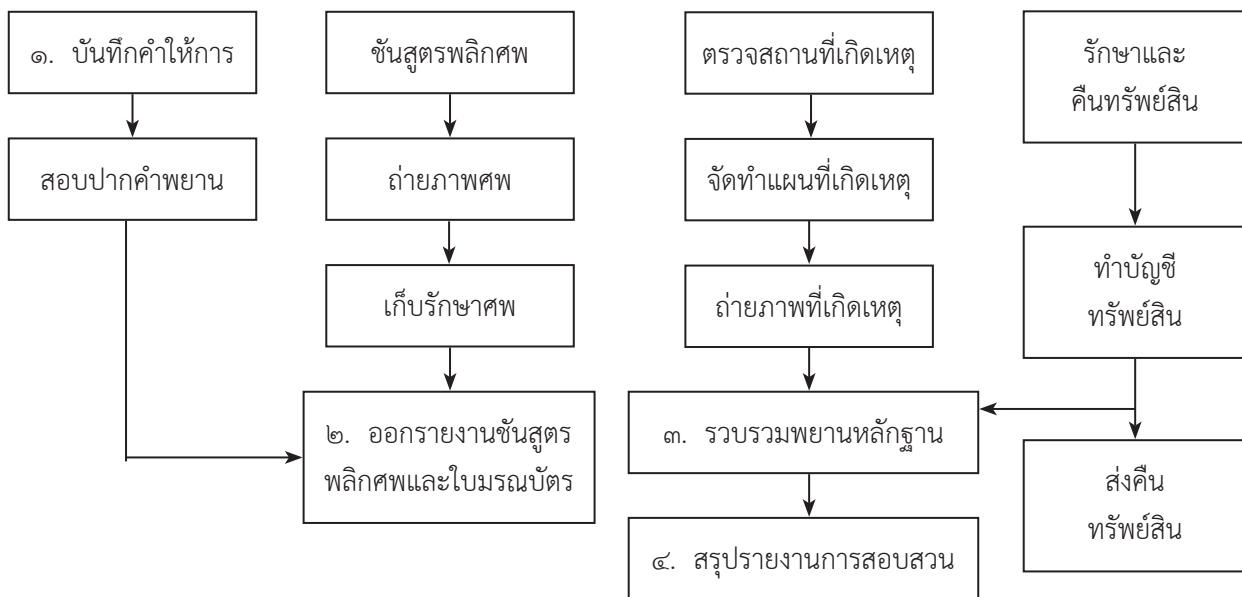 ๑. บันทึกคำให้การ
สอบปากคำพยาน
ชันสูตรพลิกศพ
ถ่ายภาพศพ
เก็บรักษาศพ
๒. ออกรายงานชันสูตร
พลิกศพและใบมรณบัตร
ตรวจสถานที่เกิดเหตุ
จัดทำแผนที่เกิดเหตุ
ถ่ายภาพที่เกิดเหตุ
๓. รวบรวมพยานหลักฐาน
๔. สรุปรายงานการสอบสวน
รักษาและ
คืนทรัพย์สิน
ทำบัญชี
ทรัพย์สิน
ส่งคืน
ทรัพย์สิน